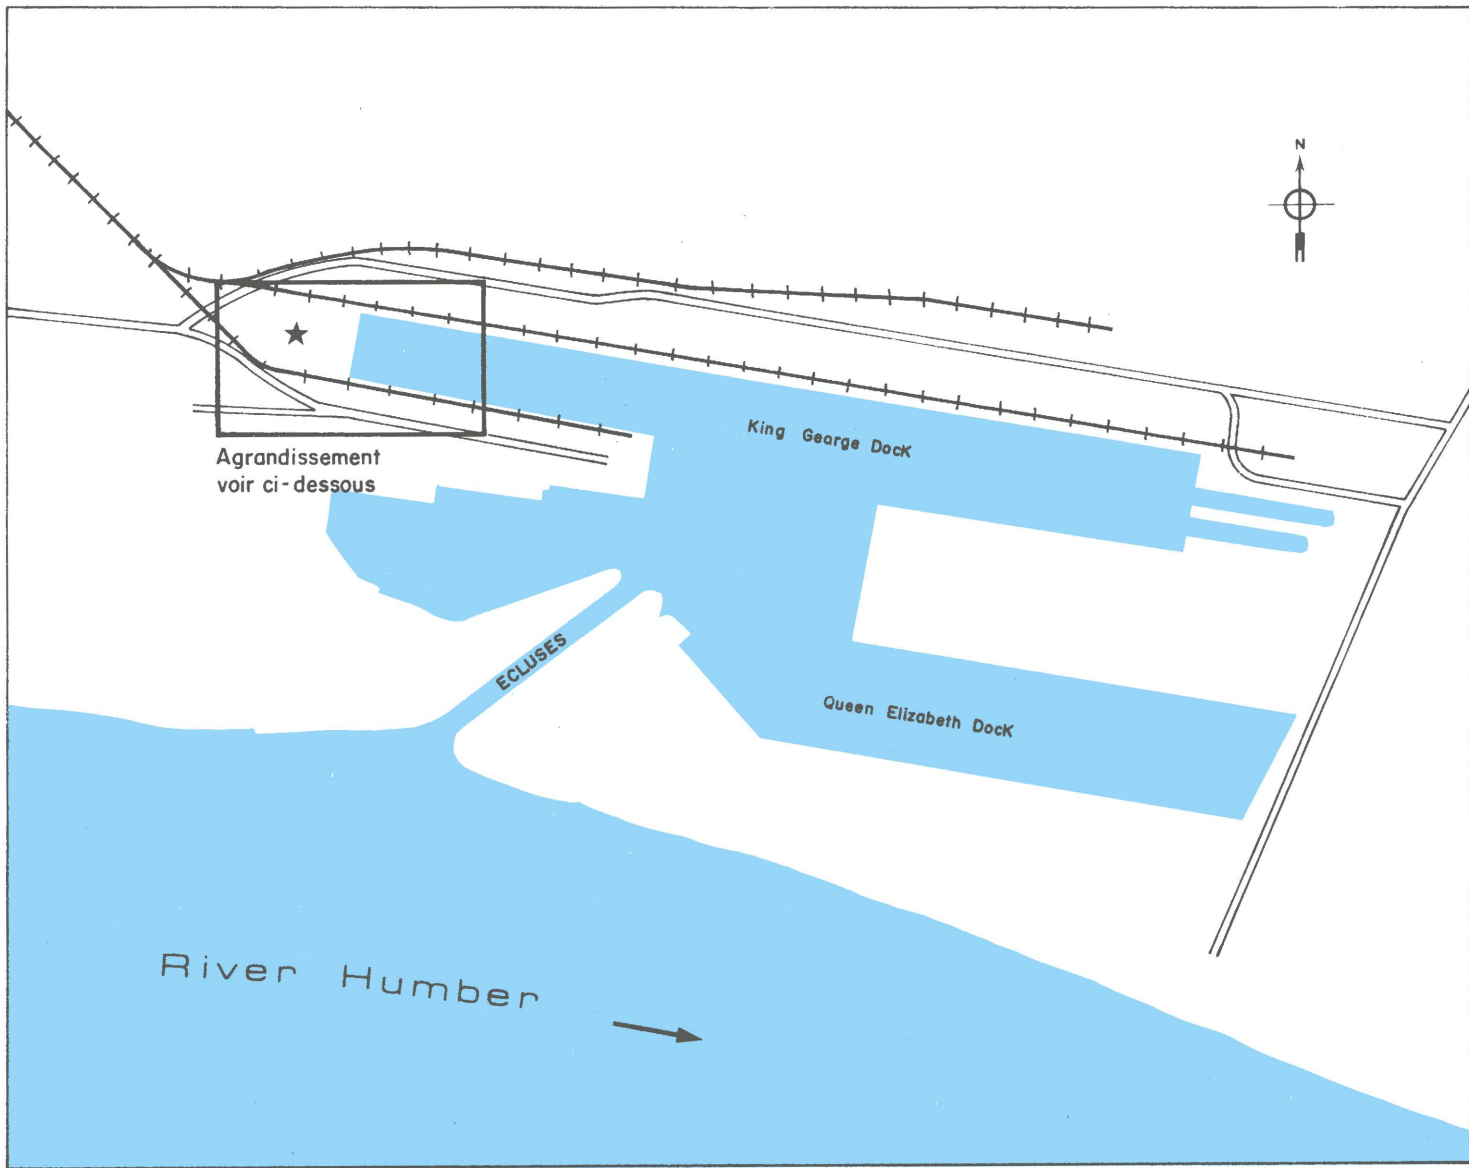 N
King George Dock
Agrandissement
voir ci-dessous
ECLUSES
Queen Elizabeth Dock
River Humber